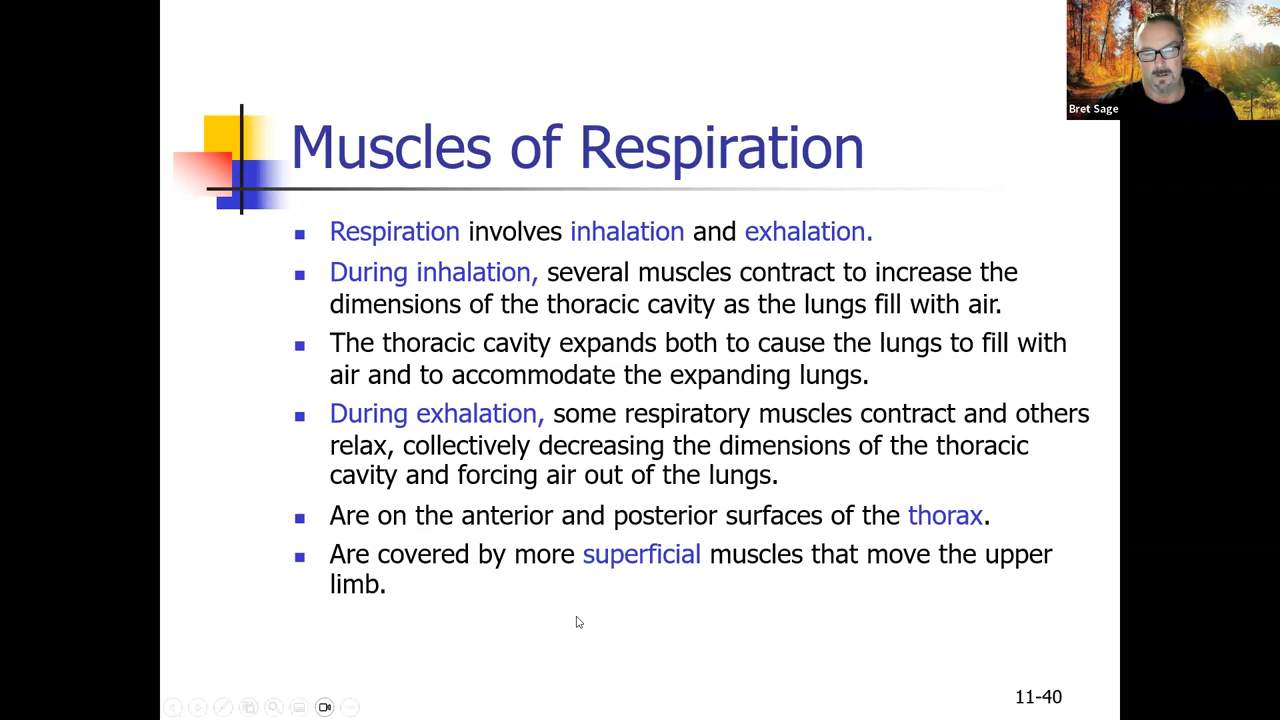 Bret Sage
Muscles of Respiration
Respiration involves inhalation and exhalation.
During inhalation, several muscles contract to increase the
dimensions of the thoracic cavity as the lungs fill with air.
The thoracic cavity expands both to cause the lungs to fill with
air and to accommodate the expanding lungs.
During exhalation, some respiratory muscles contract and others
relax, collectively decreasing the dimensions of the thoracic
cavity and forcing air out of the lungs.
Are on the anterior and posterior surfaces of the thorax.
Are covered by more superficial muscles that move the upper
limb.
11-40